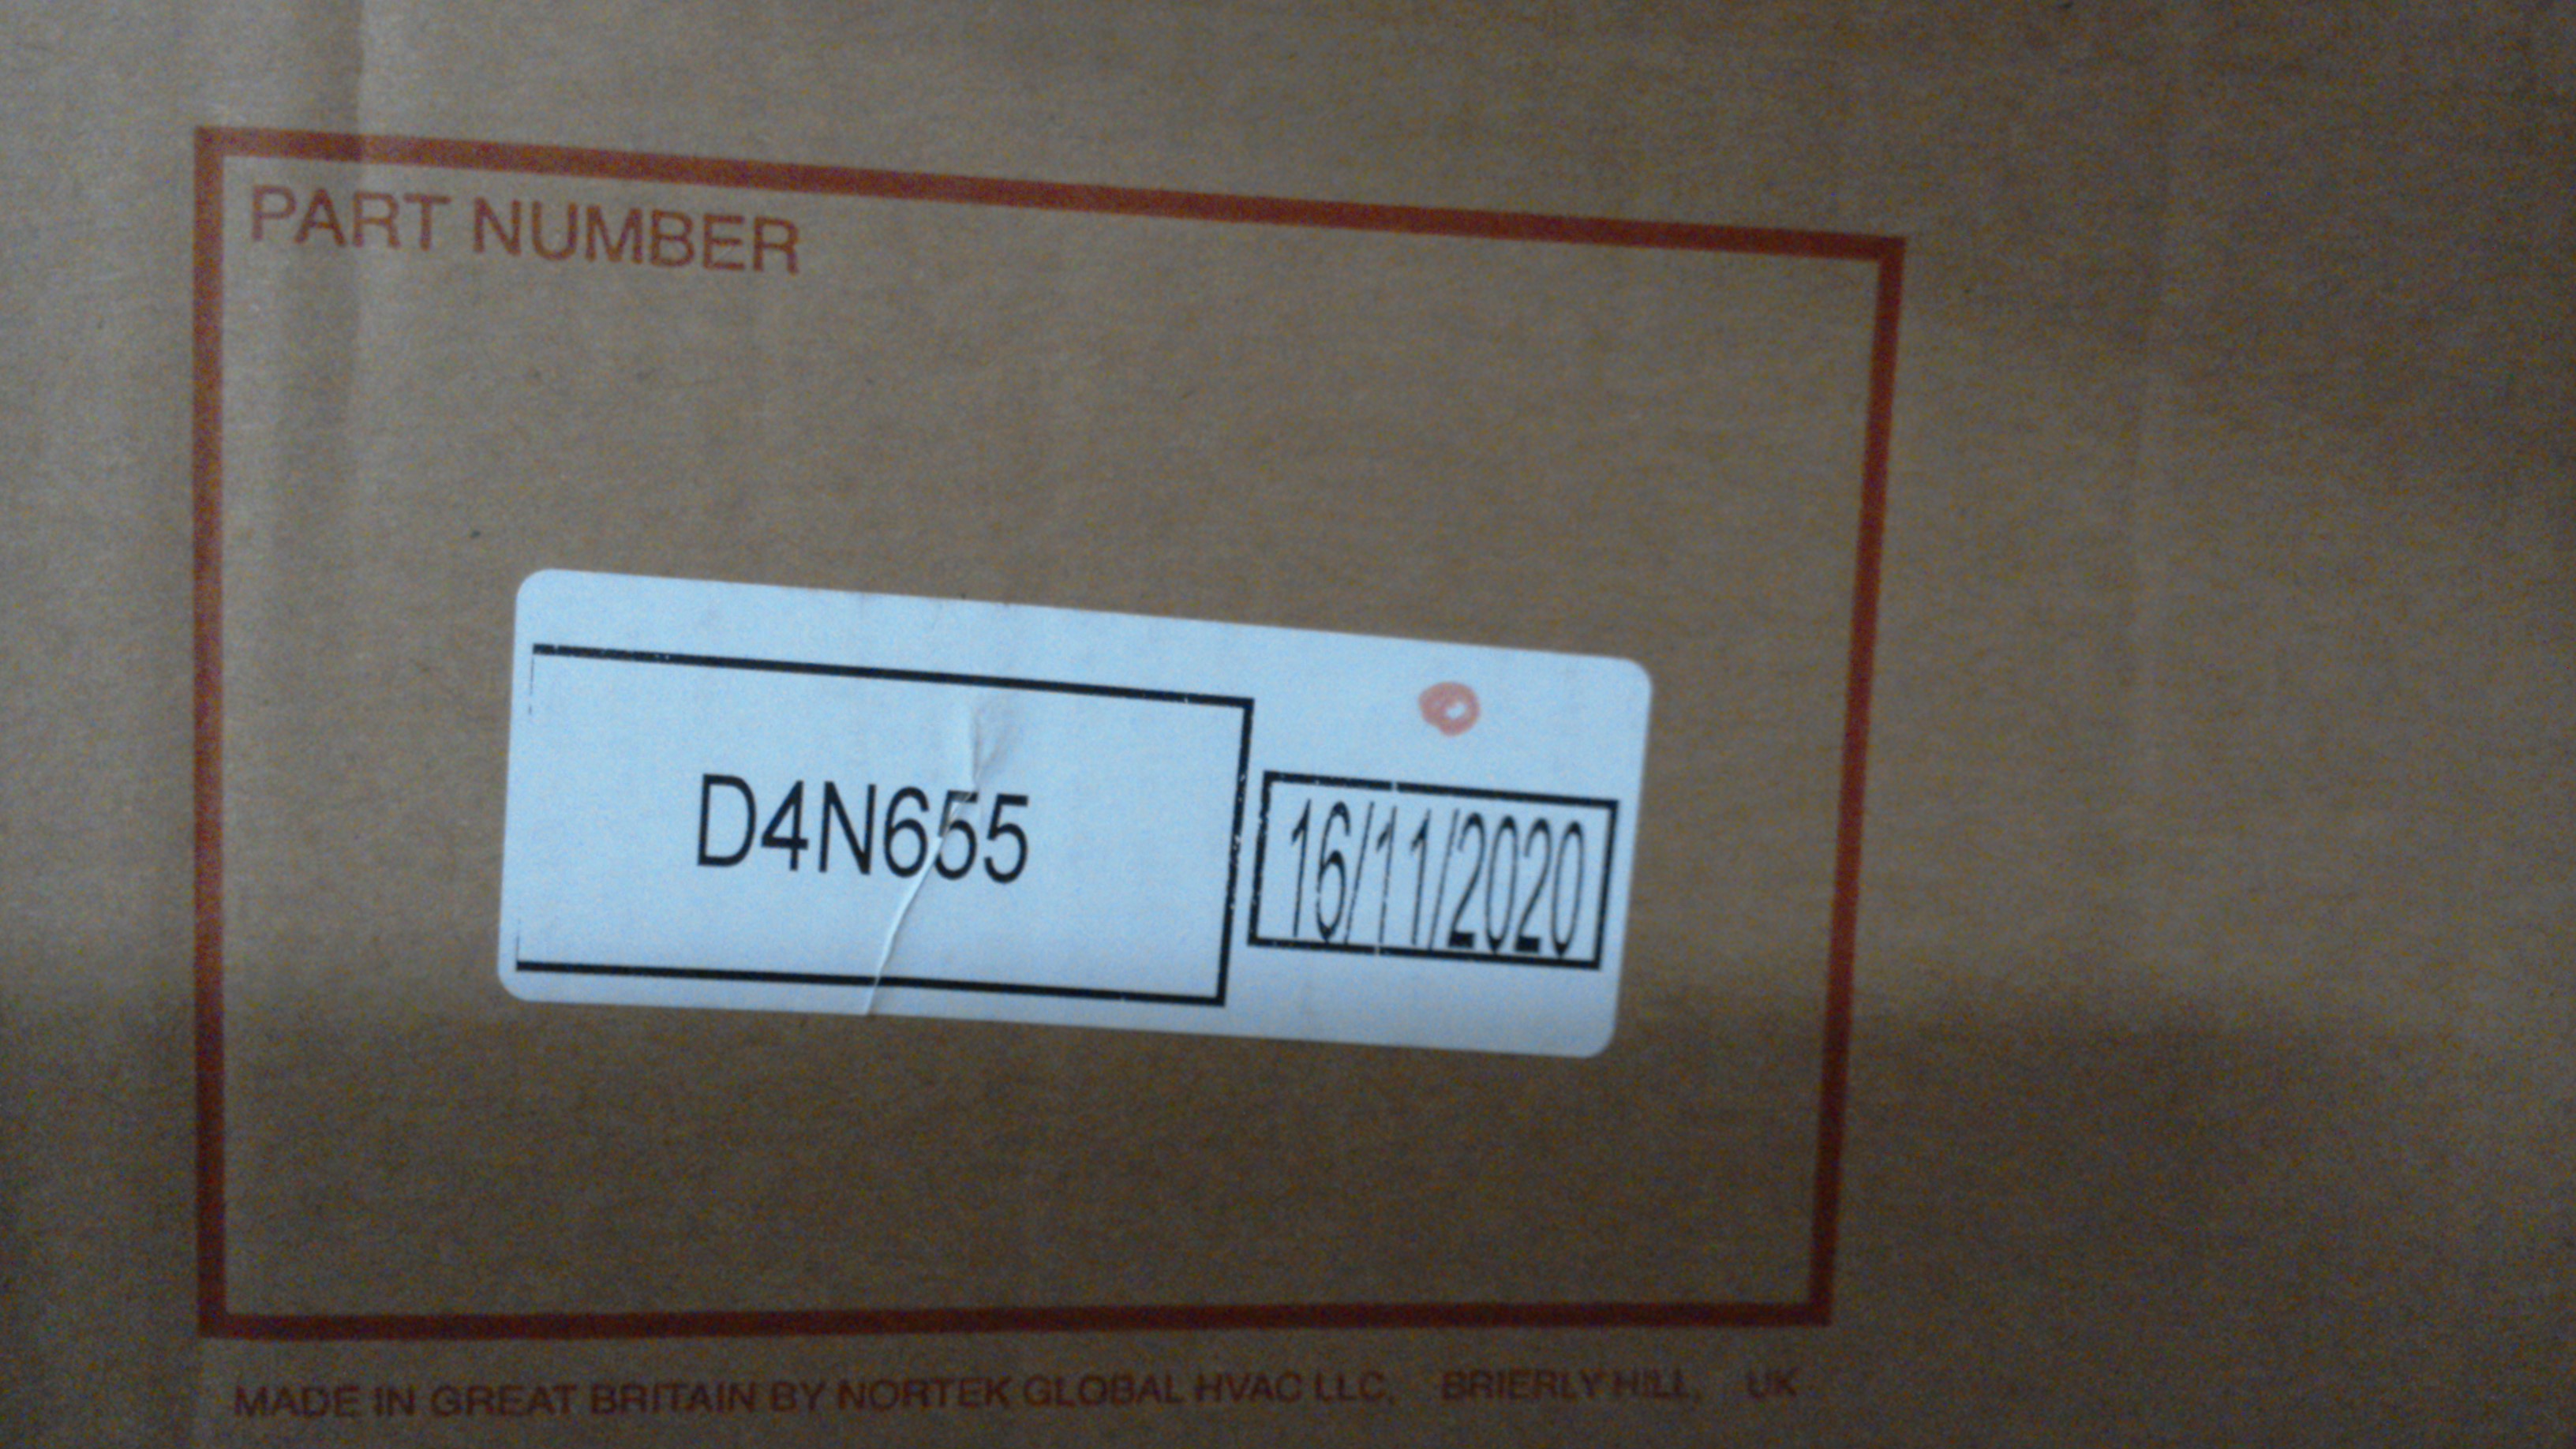 PART NUMBER
D4N655
16/11/2020
MADE IN GREAT BRITAIN BY NORTEK GLOBAL HVAC LLC, BRIERLY HILL, UK